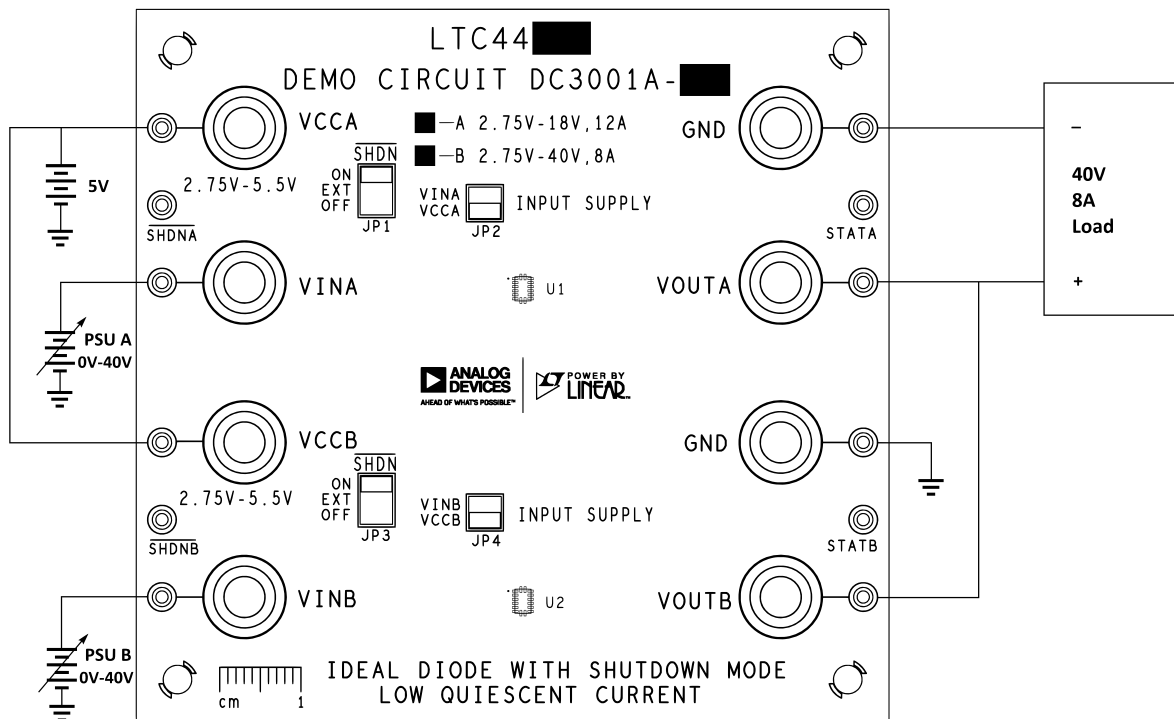 LTC44
DEMO CIRCUIT DC3001A-
VCCA
-A 2.75V-18V, 12A
GND
-B 2.75V-40V, 8A
SHDN
2.75V-5.5V
ON
EXT
OFF
JP1
VINA
VCCA
JP2
INPUT SUPPLY
5V
SHDNA
STATA
-
40V
8A
Load
+
VINA
U1
VOUTA
PSU A
0V-40V
ANALOG
DEVICES
AHEAD OF WHAT'S POSSIBLE™
POWER BY
LINEAR™
VCCB
GND
SHDN
2.75V-5.5V
ON
EXT
OFF
JP3
VINB
VCCB
JP4
INPUT SUPPLY
SHDNB
STATB
VINB
U2
VOUTB
PSU B
0V-40V
IDEAL DIODE WITH SHUTDOWN MODE
LOW QUIESCENT CURRENT
cm 1